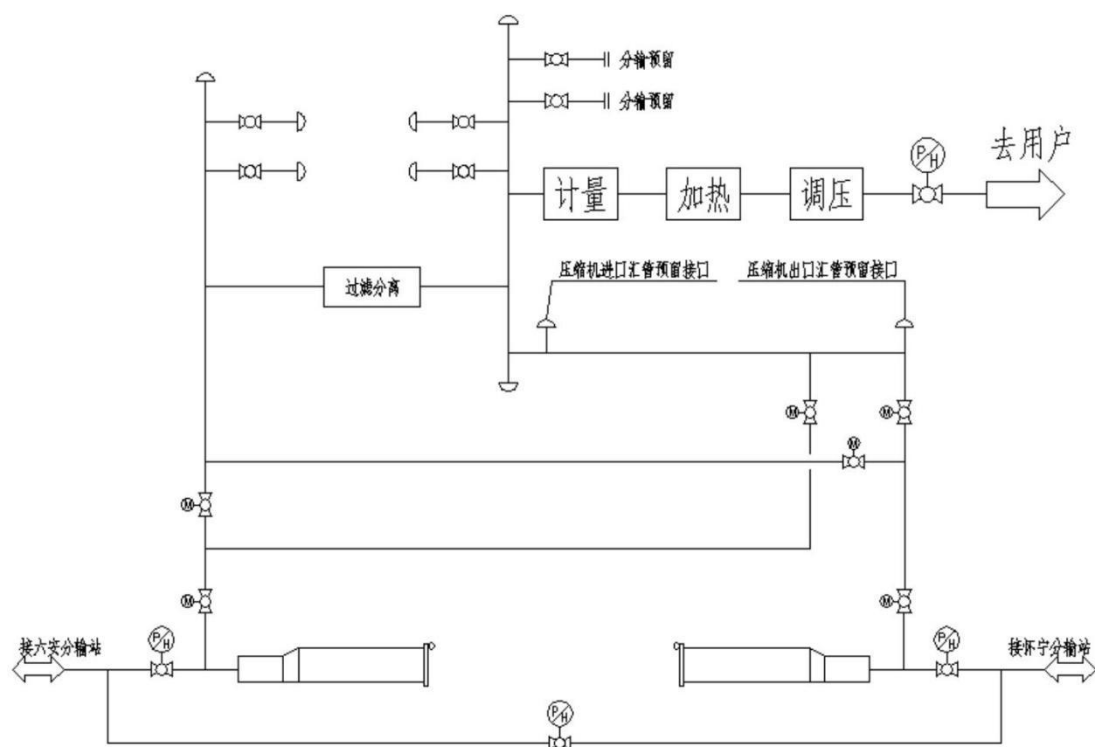 分输预留
分输预留
P/H
去用户
计量
加热
调压
压缩机进口汇管预留接口
压缩机出口汇管预留接口
过滤分离
M
M
M
M
M
M
接六安分输站
P/H
P/H
接怀宁分输站
P/H